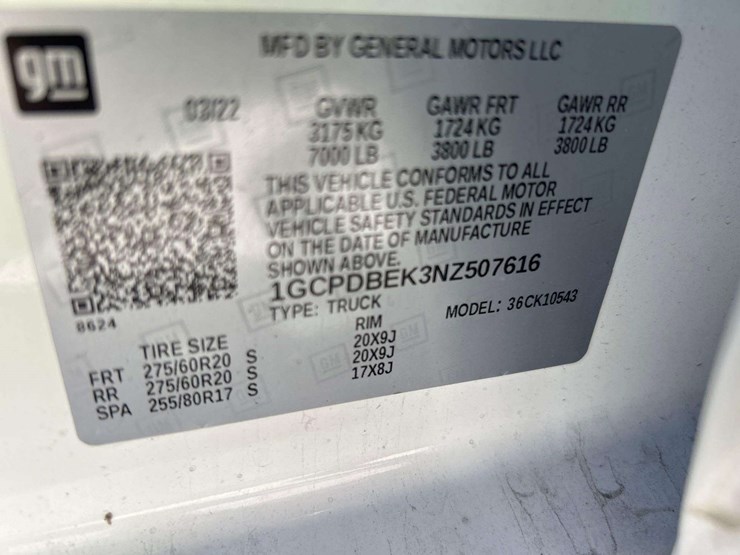 gm
MFD BY GENERAL MOTORS LLC
03/22
GVWR GAWR FRT GAWR RR
3175 KG 1724 KG 1724 KG
7000 LB 3800 LB 3800 LB
THIS VEHICLE CONFORMS TO ALL
APPLICABLE U.S. FEDERAL MOTOR
VEHICLE SAFETY STANDARDS IN EFFECT
ON THE DATE OF MANUFACTURE
SHOWN ABOVE.
1GCPDBEK3NZ507616
TYPE: TRUCK MODEL: 36CK10543
8624
TIRE SIZE RIM
FRT 275/60R20 S 20X9J
RR 275/60R20 S 20X9J
SPA 255/80R17 S 17X8J